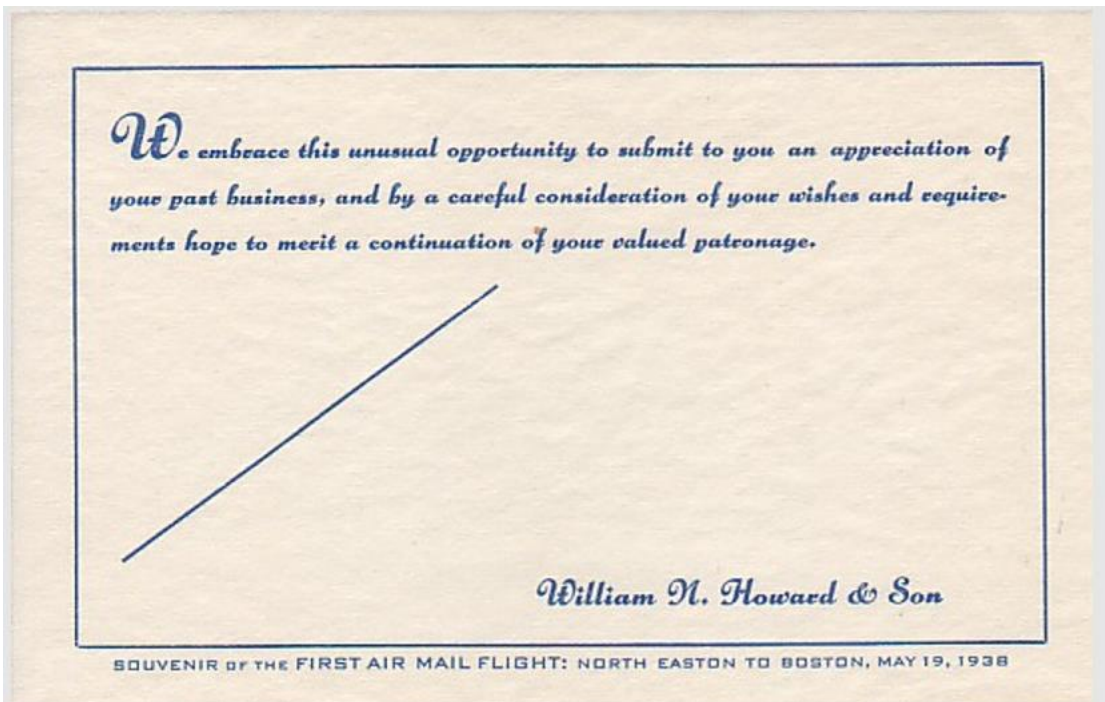 We embrace this unusual opportunity to submit to you an appreciation of
your past business, and by a careful consideration of your wishes and require-
ments hope to merit a continuation of your valued patronage.
William N. Howard & Son
SOUVENIR OF THE FIRST AIR MAIL FLIGHT: NORTH EASTON TO BOSTON, MAY 19, 1938